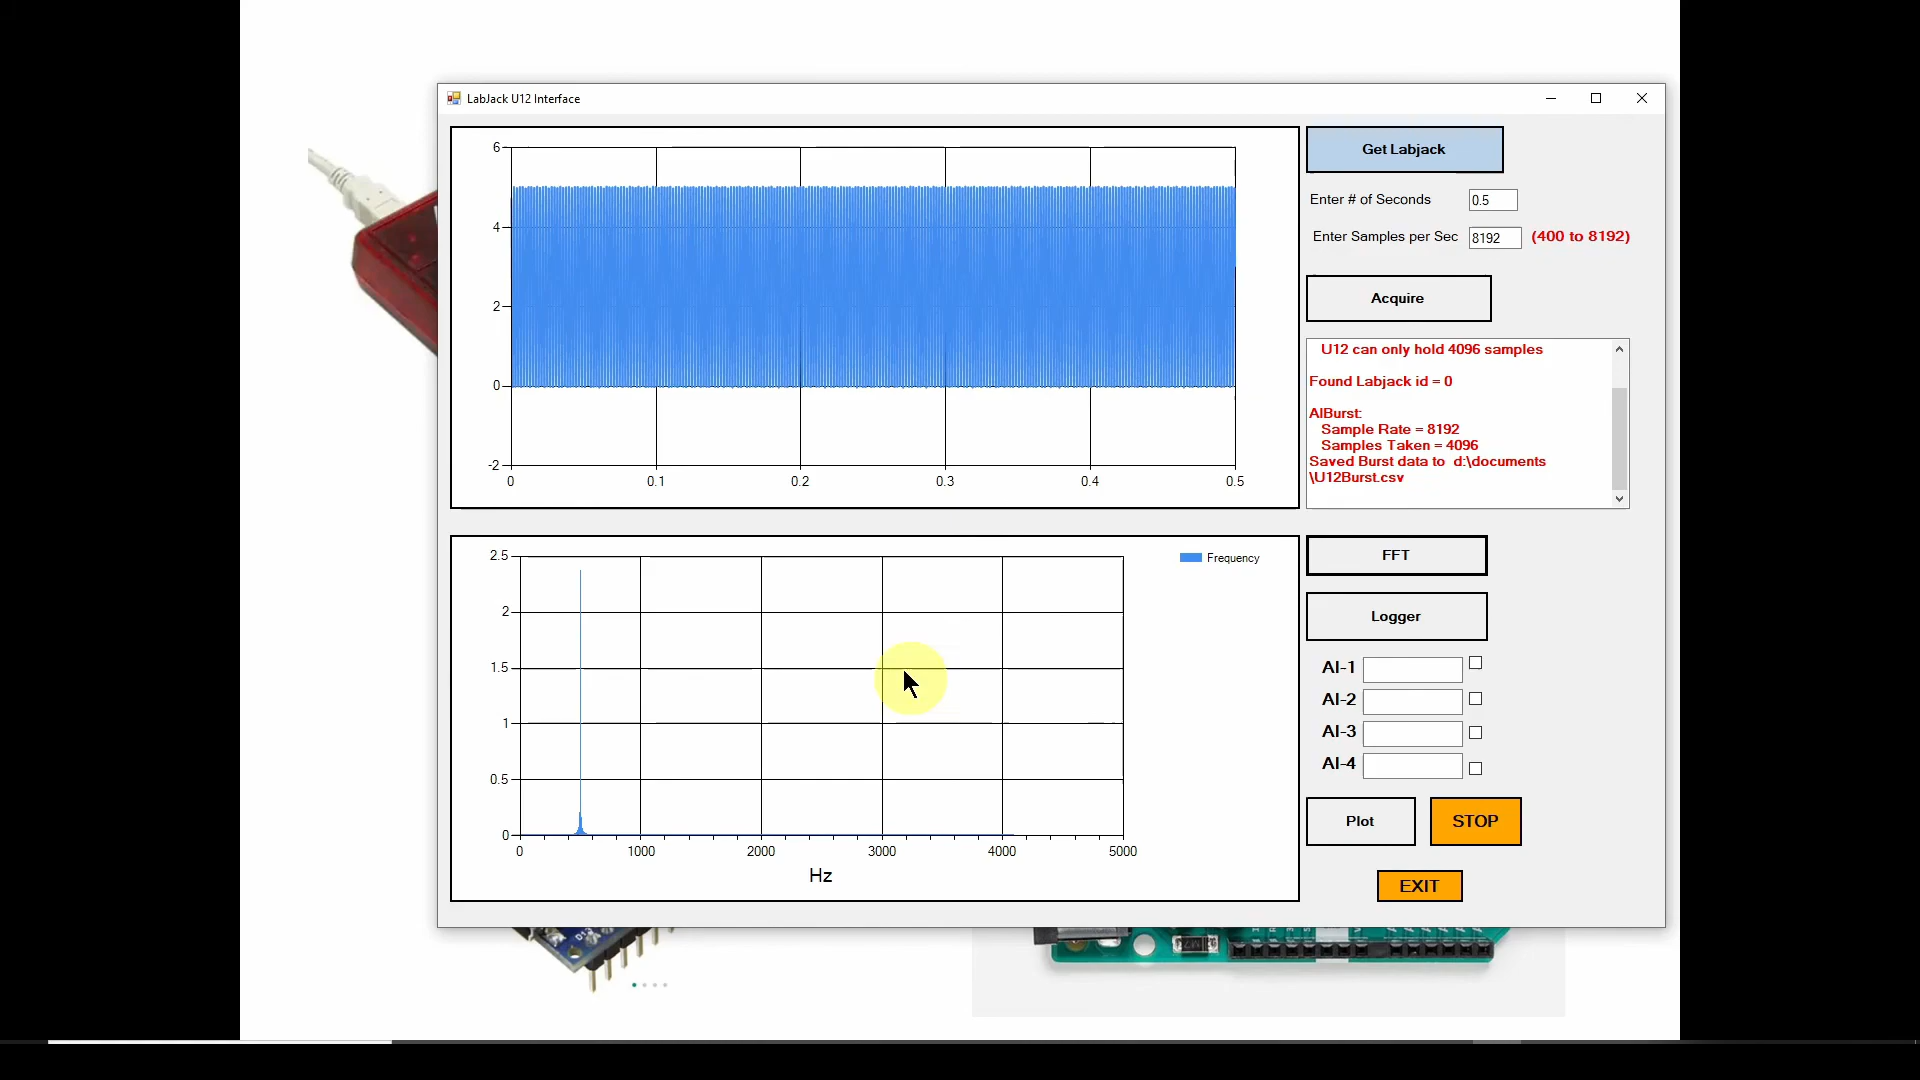 LabJack U12 Interface
6
4
2
0
-2
0 0.1 0.2 0.3 0.4 0.5
Get Labjack
Enter # of Seconds 0.5
Enter Samples per Sec 8192 (400 to 8192)
Acquire
U12 can only hold 4096 samples
Found Labjack id = 0
AIBurst:
Sample Rate = 8192
Samples Taken = 4096
Saved Burst data to d:\documents
\U12Burst.csv
2.5
2
1.5
1
0.5
0
0 1000 2000 3000 4000 5000
Hz
Frequency
FFT
Logger
AI-1
AI-2
AI-3
AI-4
Plot STOP
EXIT